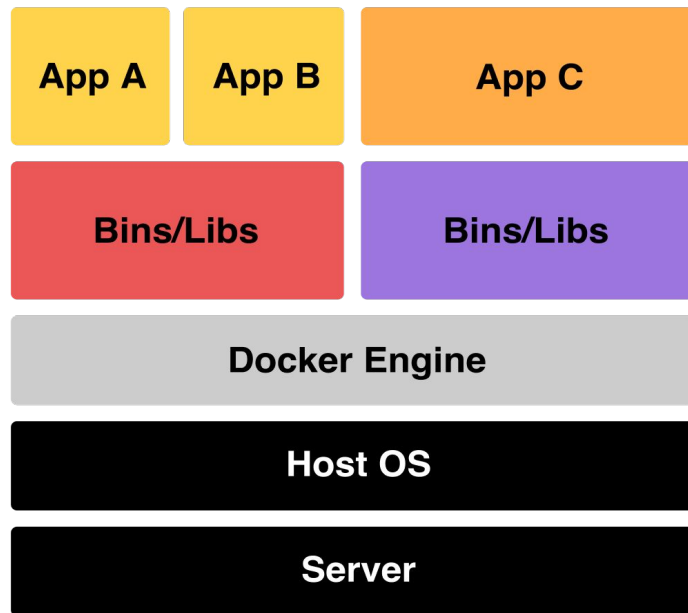 App A
App B
App C
Bins/Libs
Bins/Libs
Docker Engine
Host OS
Server